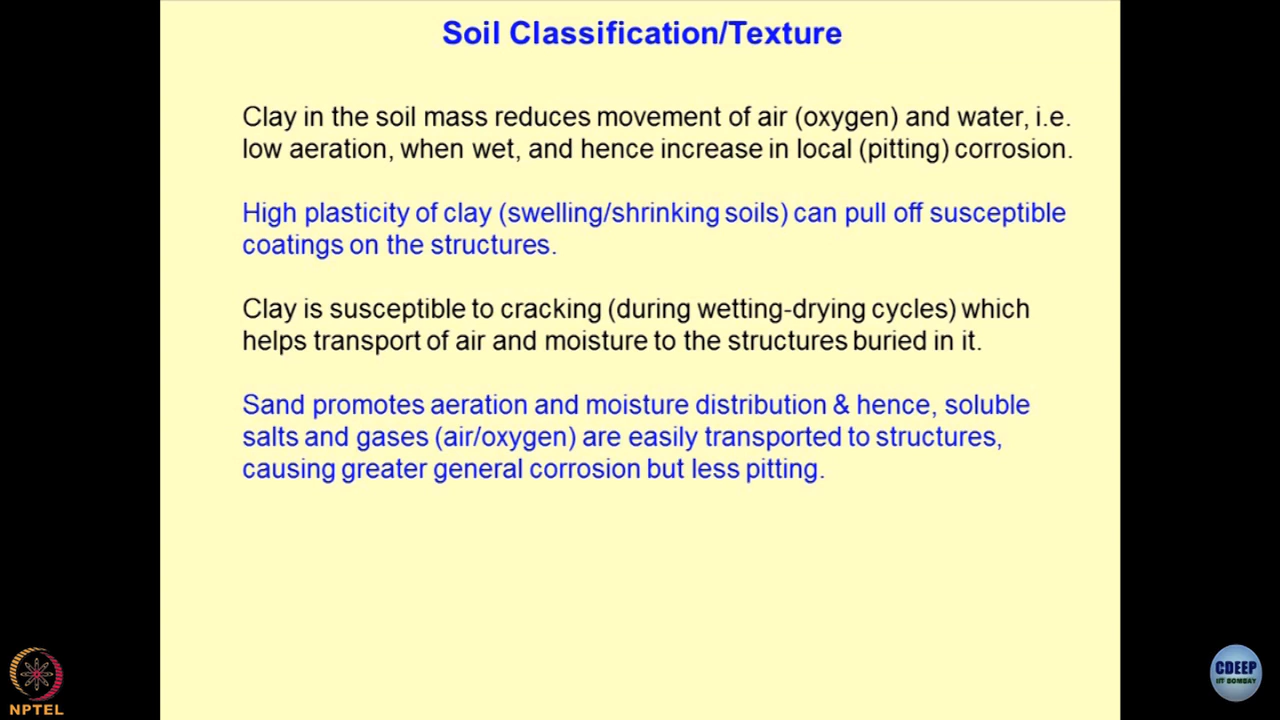 Soil Classification/Texture
Clay in the soil mass reduces movement of air (oxygen) and water, i.e.
low aeration, when wet, and hence increase in local (pitting) corrosion.
High plasticity of clay (swelling/shrinking soils) can pull off susceptible
coatings on the structures.
Clay is susceptible to cracking (during wetting-drying cycles) which
helps transport of air and moisture to the structures buried in it.
Sand promotes aeration and moisture distribution & hence, soluble
salts and gases (air/oxygen) are easily transported to structures,
causing greater general corrosion but less pitting.
NPTEL
CDEEP
IIT BOMBAY